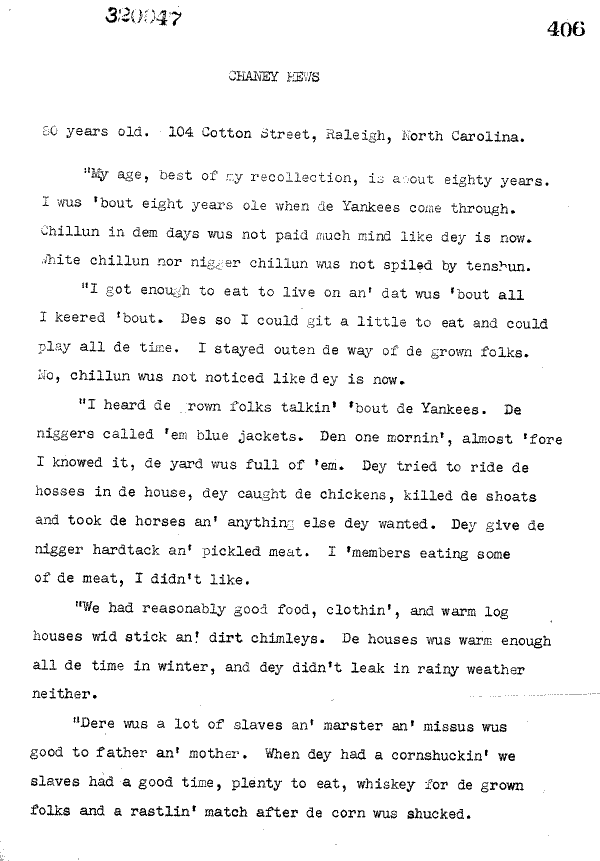 320047
406
CHANEY HEWS
80 years old. 104 Cotton Street, Raleigh, North Carolina.
"My age, best of my recollection, is about eighty years.
I wus 'bout eight years ole when de Yankees come through.
Chillun in dem days wus not paid much mind like dey is now.
White chillun nor nigger chillun wus not spiled by tenshun.
"I got enough to eat to live on an' dat wus 'bout all
I keered 'bout. Des so I could git a little to eat and could
play all de time. I stayed outen de way of de grown folks.
No, chillun wus not noticed like dey is now.
"I heard de grown folks talkin' 'bout de Yankees. De
niggers called 'em blue jackets. Den one mornin', almost 'fore
I knowed it, de yard wus full of 'em. Dey tried to ride de
hosses in de house, dey caught de chickens, killed de shoats
and took de horses an' anything else dey wanted. Dey give de
nigger hardtack an' pickled meat. I 'members eating some
of de meat, I didn't like.
"We had reasonably good food, clothin', and warm log
houses wid stick an' dirt chimleys. De houses wus warm enough
all de time in winter, and dey didn't leak in rainy weather
neither.
"Dere wus a lot of slaves an' marster an' missus wus
good to father an' mother. When dey had a cornshuckin' we
slaves had a good time, plenty to eat, whiskey for de grown
folks and a rastlin' match after de corn wus shucked.